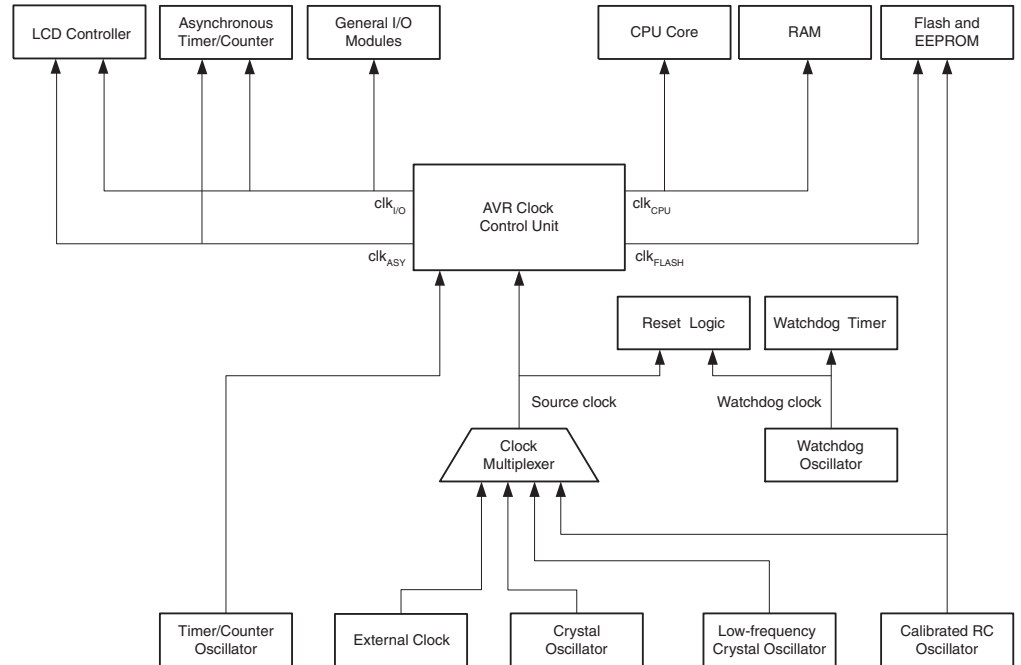 LCD Controller
Asynchronous
Timer/Counter
General I/O
Modules
CPU Core
RAM
Flash and
EEPROM
clkI/O
AVR Clock
Control Unit
clkCPU
clkASY
clkFLASH
Reset Logic
Watchdog Timer
Source clock
Watchdog clock
Clock
Multiplexer
Watchdog
Oscillator
Timer/Counter
Oscillator
External Clock
Crystal
Oscillator
Low-frequency
Crystal Oscillator
Calibrated RC
Oscillator